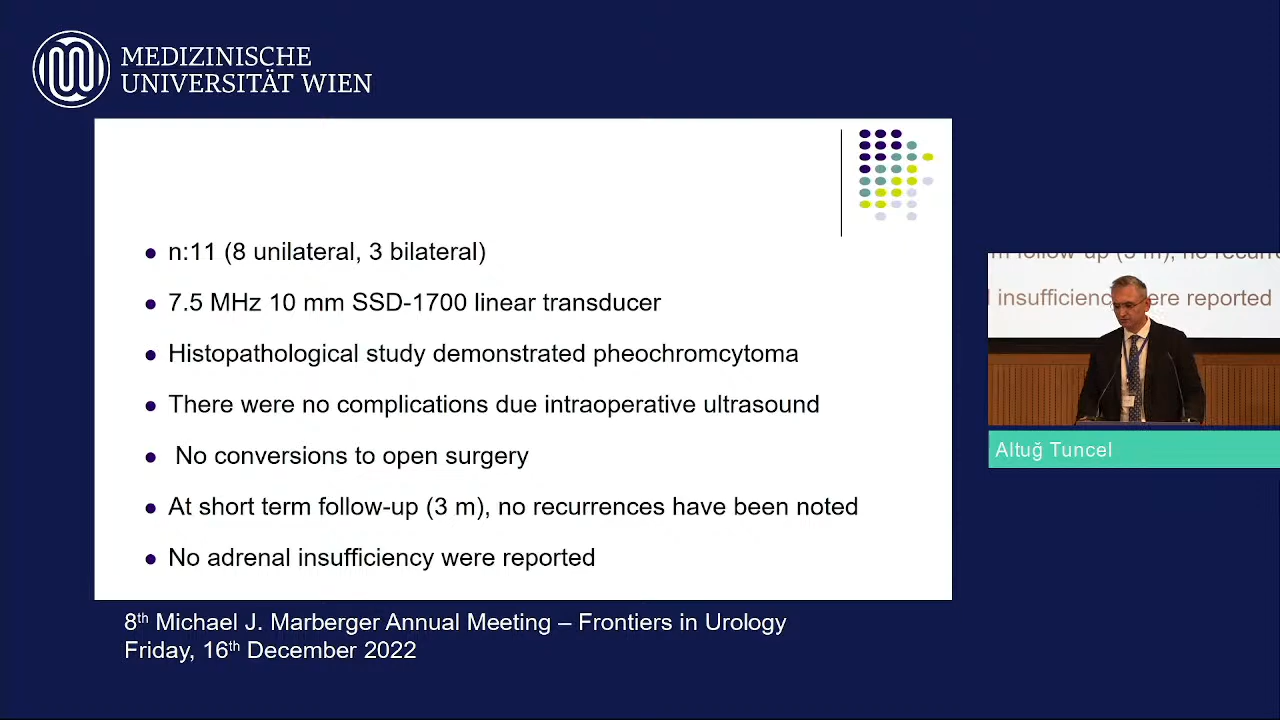 MEDIZINISCHE
UNIVERSITÄT WIEN
n:11 (8 unilateral, 3 bilateral)
7.5 MHz 10 mm SSD-1700 linear transducer
Histopathological study demonstrated pheochromcytoma
There were no complications due intraoperative ultrasound
No conversions to open surgery
At short term follow-up (3 m), no recurrences have been noted
No adrenal insufficiency were reported
insufficienc ere reported
Altuğ Tuncel
8th Michael J. Marberger Annual Meeting – Frontiers in Urology
Friday, 16th December 2022